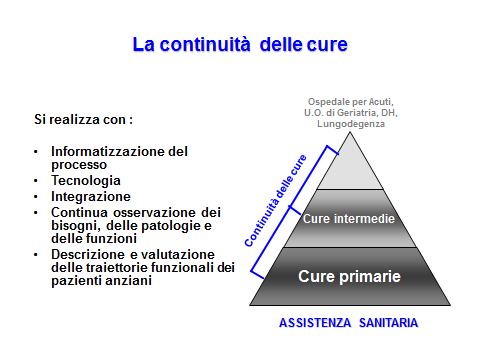 La continuità delle cure
Si realizza con :
• Informatizzazione del
processo
• Tecnologia
• Integrazione
• Continua osservazione dei
bisogni, delle patologie e
delle funzioni
• Descrizione e valutazione
delle traiettorie funzionali dei
pazienti anziani
Ospedale per Acuti,
U.O. di Geriatria, DH,
Lungodegenza
Continuità delle cure
Cure intermedie
Cure primarie
ASSISTENZA SANITARIA